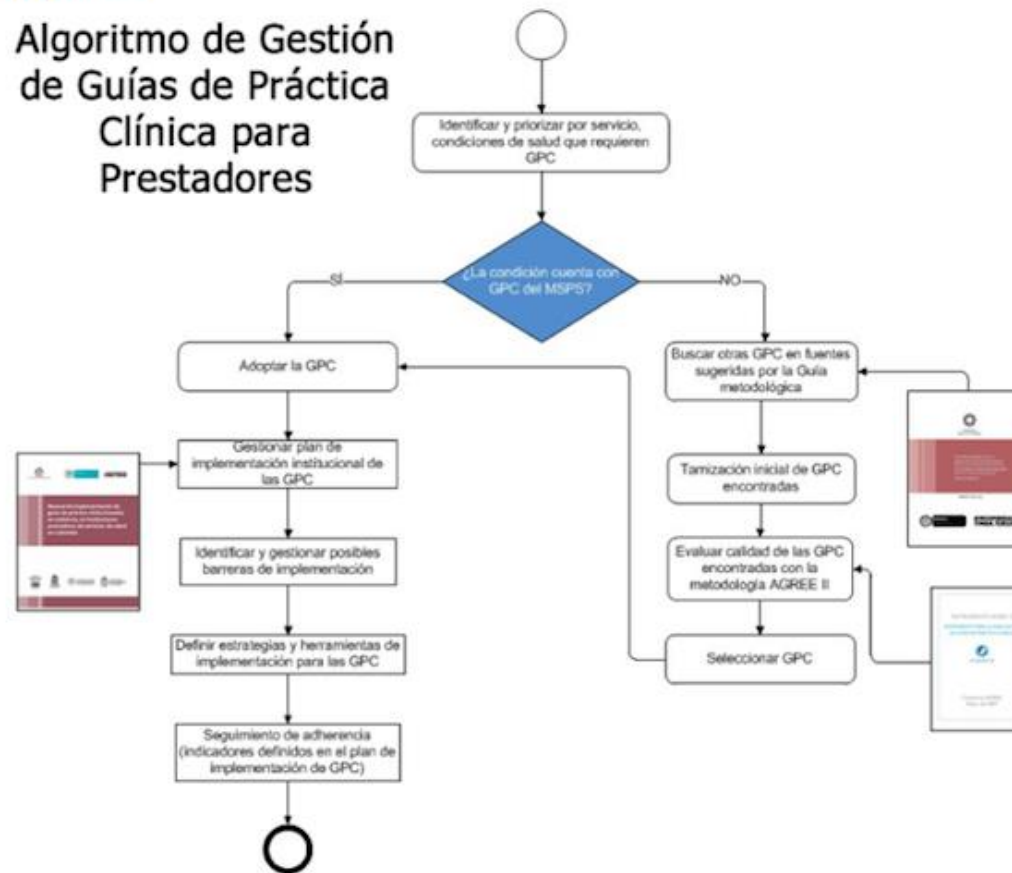 Algoritmo de Gestión
de Guías de Práctica
Clínica para
Prestadores
Identificar y priorizar por servicio,
condiciones de salud que requieren
GPC
¿La condición cuenta con
GPC del MSPS?
SÍ
NO
Adoptar la GPC
Gestionar plan de
implementación institucional de
las GPC
Identificar y gestionar posibles
barreras de implementación
Definir estrategias y herramientas de
implementación para las GPC
Seguimiento de adherencia
(indicadores definidos en el plan de
implementación de GPC)
Buscar otras GPC en fuentes
sugeridas por la Guía
metodológica
Tamización inicial de GPC
encontradas
Evaluar calidad de las GPC
encontradas con la
metodología AGREE II
Seleccionar GPC